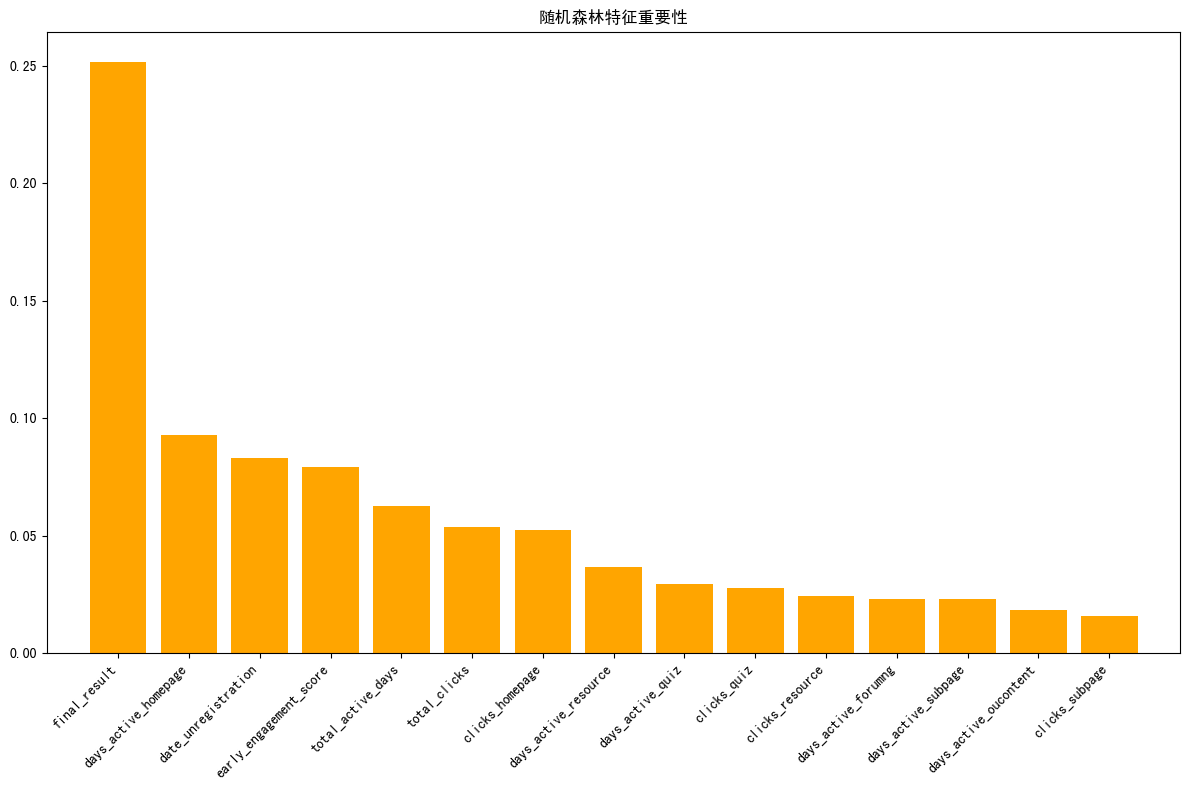 随机森林特征重要性
0.25
0.20
0.15
0.10
0.05
0.00
final_result
days_active_homepage
date_unregistration
early_engagement_score
total_active_days
total_clicks
clicks_homepage
days_active_resource
days_active_quiz
clicks_quiz
clicks_resource
days_active_forumng
days_active_subpage
days_active_oucontent
clicks_subpage